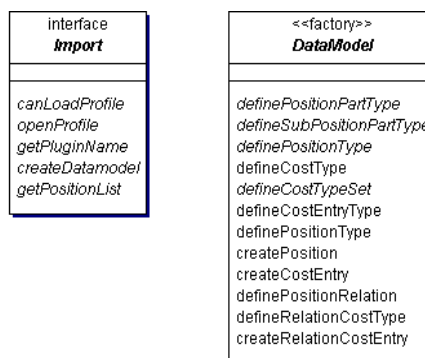 interface
Import
canLoadProfile
openProfile
getPluginName
createDatamodel
getPositionList
<<factory>>
DataModel
definePositionPartType
defineSubPositionPartType
definePositionType
defineCostType
defineCostTypeSet
defineCostEntryType
definePositionType
createPosition
createCostEntry
definePositionRelation
defineRelationCostType
createRelationCostEntry